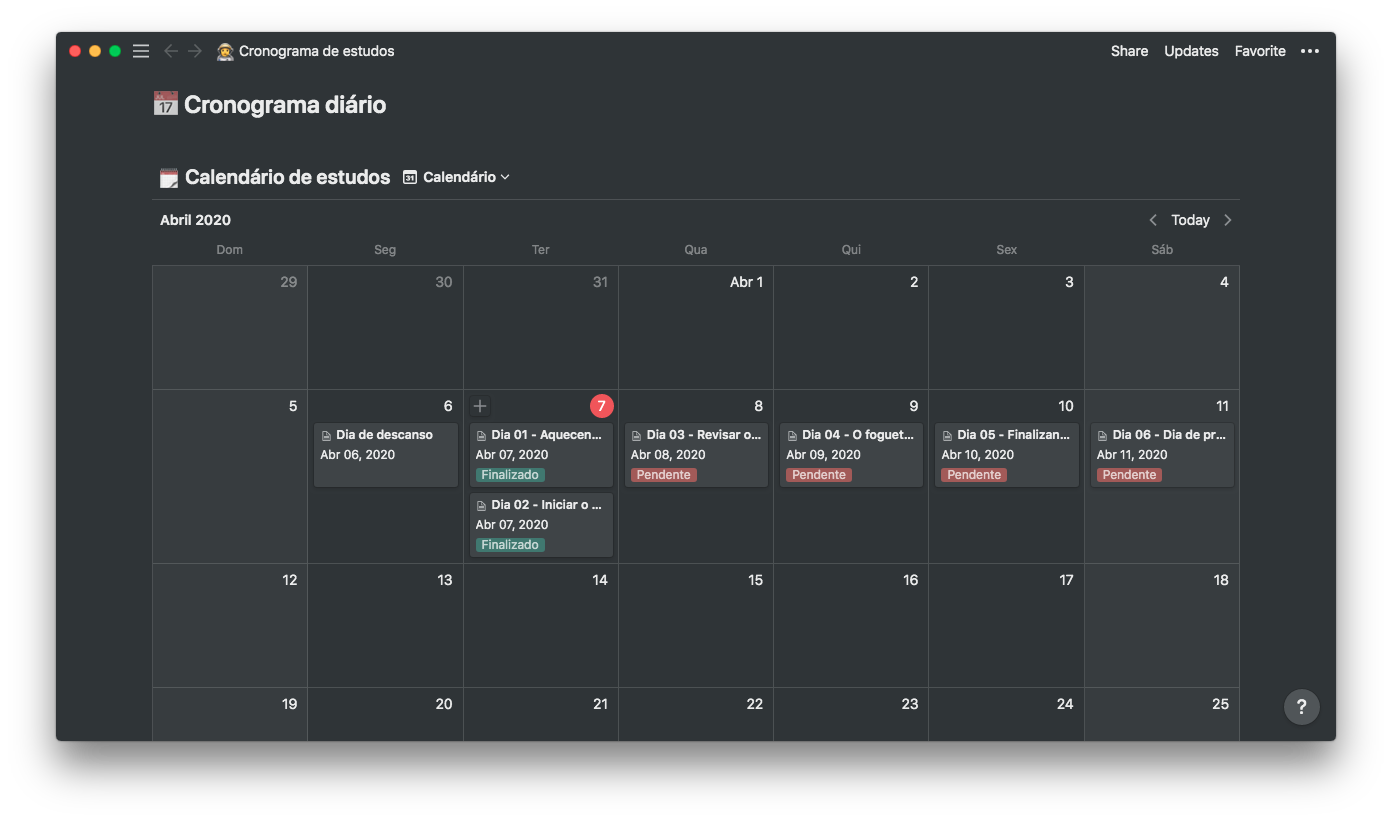 Cronograma de estudos Share Updates Favorite •••
17 Cronograma diário
Calendário de estudos 31 Calendário
Abril 2020 Today
Dom Seg Ter Qua Qui Sex Sáb
29 30 31 Abr 1 2 3 4
5 6 7 8 9 10 11
Dia de descanso
Abr 06, 2020
Dia 01 - Aquecen...
Abr 07, 2020
Finalizado
Dia 02 - Iniciar o ...
Abr 07, 2020
Finalizado
Dia 03 - Revisar o...
Abr 08, 2020
Pendente
Dia 04 - O foguet...
Abr 09, 2020
Pendente
Dia 05 - Finalizan...
Abr 10, 2020
Pendente
Dia 06 - Dia de pr...
Abr 11, 2020
Pendente
12 13 14 15 16 17 18
19 20 21 22 23 24 25
?